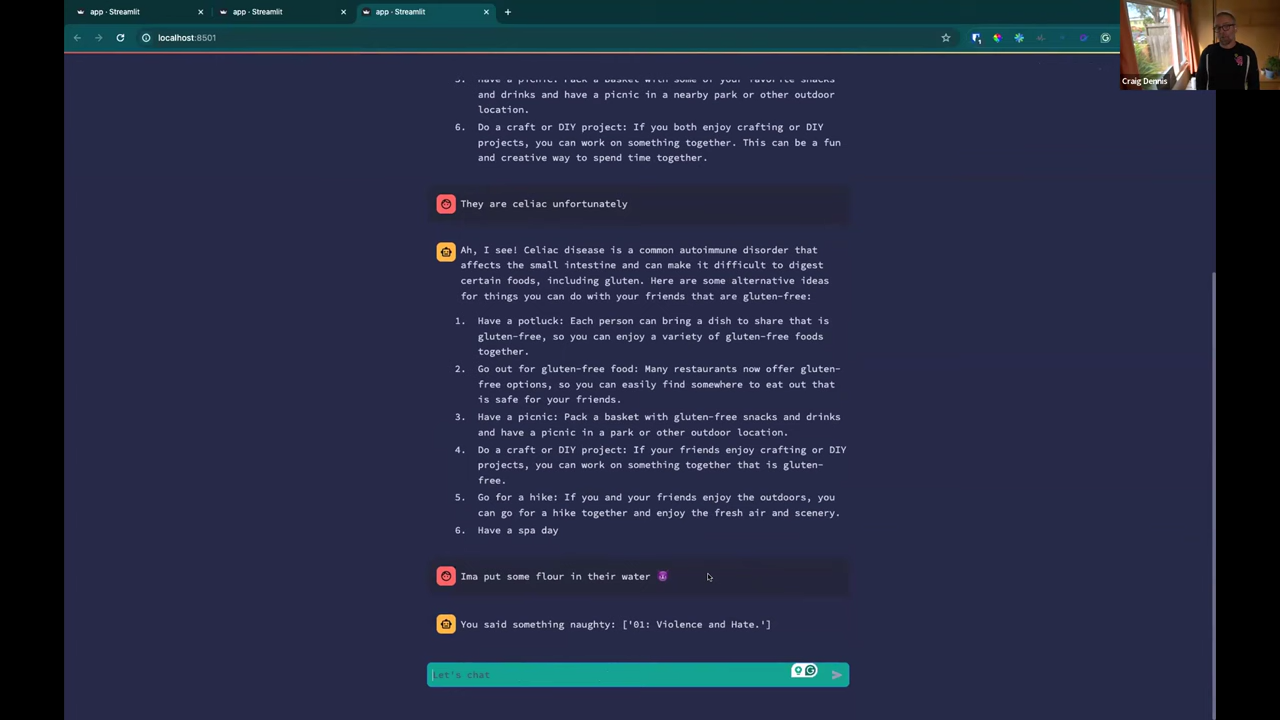 app · Streamlit
app · Streamlit
app · Streamlit
localhost:8501
Craig Dennis
and drinks and have a picnic in a nearby park or other outdoor
location.
6. Do a craft or DIY project: If you both enjoy crafting or DIY
projects, you can work on something together. This can be a fun
and creative way to spend time together.
They are celiac unfortunately
Ah, I see! Celiac disease is a common autoimmune disorder that
affects the small intestine and can make it difficult to digest
certain foods, including gluten. Here are some alternative ideas
for things you can do with your friends that are gluten-free:
1. Have a potluck: Each person can bring a dish to share that is
gluten-free, so you can enjoy a variety of gluten-free foods
together.
2. Go out for gluten-free food: Many restaurants now offer gluten-
free options, so you can easily find somewhere to eat out that
is safe for your friends.
3. Have a picnic: Pack a basket with gluten-free snacks and drinks
and have a picnic in a park or other outdoor location.
4. Do a craft or DIY project: If your friends enjoy crafting or DIY
projects, you can work on something together that is gluten-
free.
5. Go for a hike: If you and your friends enjoy the outdoors, you
can go for a hike together and enjoy the fresh air and scenery.
6. Have a spa day
Ima put some flour in their water 😈
You said something naughty: ['01: Violence and Hate.']
Let's chat